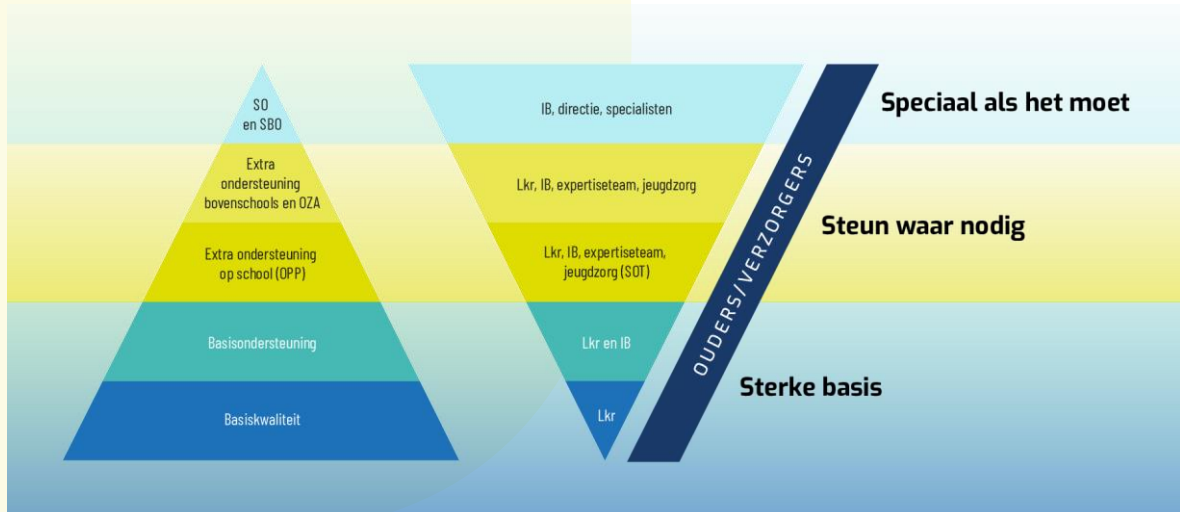 SO
en SBO
Extra
ondersteuning
bovenschools en OZA
Extra ondersteuning
op school (OPP)
Basisondersteuning
Basiskwaliteit
IB, directie, specialisten
Lkr, IB, expertiseteam, jeugdzorg
Lkr, IB, expertiseteam,
jeugdzorg (SOT)
Lkr en IB
Lkr
OUDERS/VERZORGERS
Speciaal als het moet
Steun waar nodig
Sterke basis